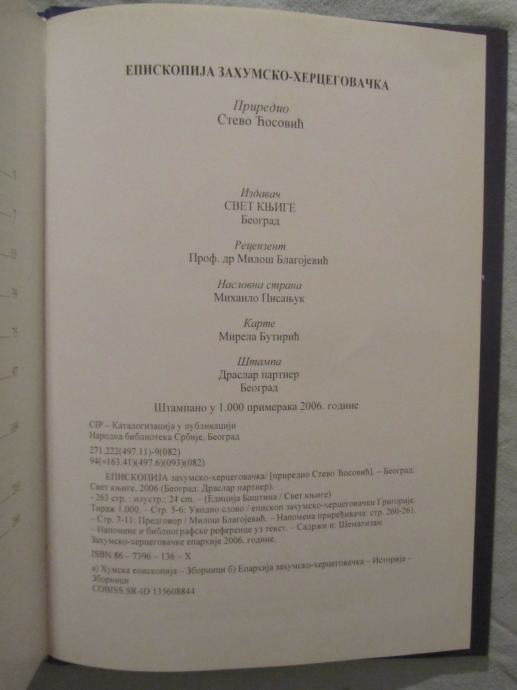 ЕПИСКОПИЈА ЗАХУМСКО-ХЕРЦЕГОВАЧКА
Приредио
Стево Ћосовић
Издавач
СВЕТ КЊИГЕ
Београд
Рецензент
Проф. др Милош Благојевић
Насловна страна
Михаило Писањук
Карте
Мирела Бутирић
Штампа
Драслар партнер
Београд
Штампано у 1.000 примерака 2006. године
CIP – Каталогизација у публикацији
Народна библиотека Србије, Београд
271.222(497.11)-9(082)
94(=163.41)(497.6)(093)(082)
ЕПИСКОПИЈА захумско-херцеговачка/ [приредио Стево Ћосовић]. – Београд:
Свет књиге, 2006 (Београд: Драслар партнер).
- 263 стр. : илустр.; 24 cm. – (Едиција Баштина / Свет књиге)
Тираж 1.000. – Стр. 5-6: Уводно слово / епископ захумско-херцеговачки Григорије.
– Стр. 7-11: Предговор / Милош Благојевић. – Напомена приређивача: стр. 260-261.
– Напомене и библиографске референце уз текст. – Садржи и: Шематизам
Захумско-херцеговачке епархије 2006. године.
ISBN 86 – 7396 – 136 – X
а) Хумска епископија – Зборници б) Епархија захумско-херцеговачка – Историја –
Зборници
COBISS.SR-ID 135608844